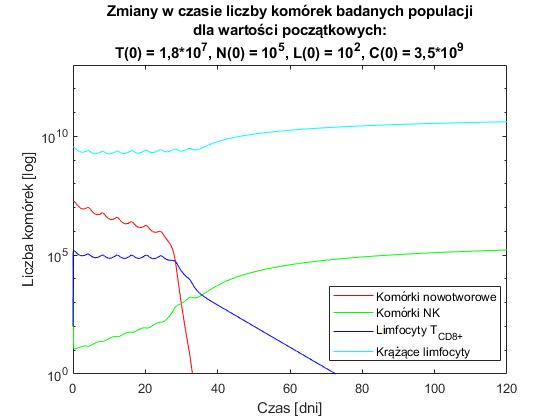 Zmiany w czasie liczby komórek badanych populacji
dla wartości początkowych:
T(0) = 1,8*10^7, N(0) = 10^5, L(0) = 10^2, C(0) = 3,5*10^9
Liczba komórek [log]
10^10
10^5
10^0
Komórki nowotworowe
Komórki NK
Limfocyty T_CD8+
Krążące limfocyty
0 20 40 60 80 100 120
Czas [dni]